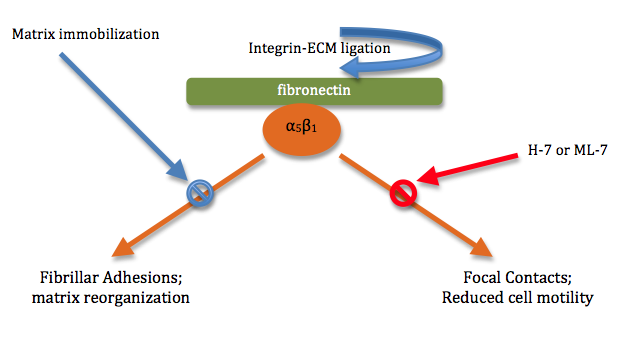 Matrix immobilization
Integrin-ECM ligation
fibronectin
α₅β₁
H-7 or ML-7
Fibrillar Adhesions;
matrix reorganization
Focal Contacts;
Reduced cell motility